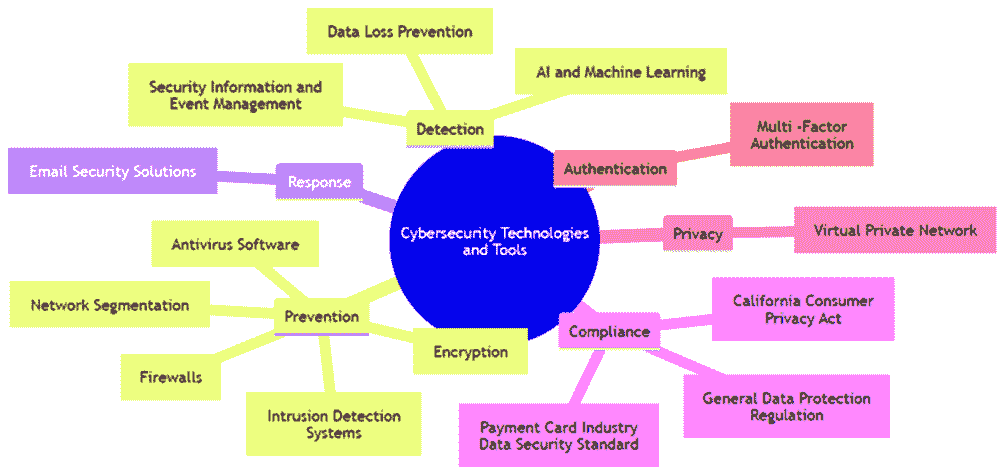 Data Loss Prevention
AI and Machine Learning
Security Information and
Event Management
Detection
Multi -Factor
Authentication
Authentication
Email Security Solutions
Response
Cybersecurity Technologies
and Tools
Privacy
Virtual Private Network
Antivirus Software
Network Segmentation
Prevention
Encryption
Firewalls
Intrusion Detection
Systems
California Consumer
Privacy Act
Compliance
General Data Protection
Regulation
Payment Card Industry
Data Security Standard